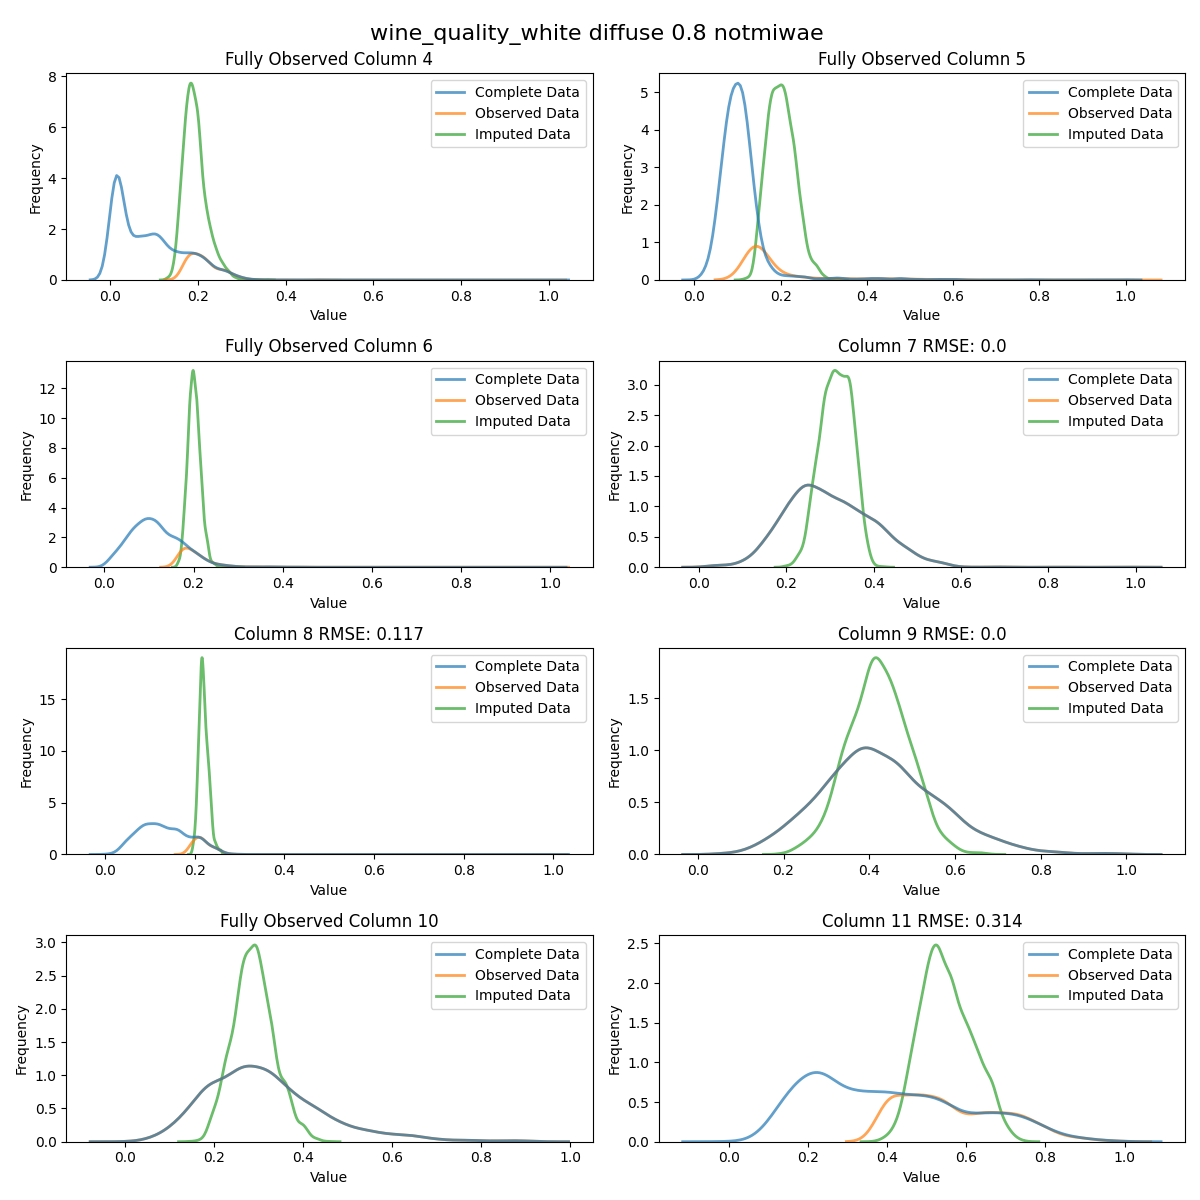 wine_quality_white diffuse 0.8 notmiwae
Fully Observed Column 4
Frequency
8
6
4
2
0
0.0 0.2 0.4 0.6 0.8 1.0
Value
Complete Data
Observed Data
Imputed Data
Fully Observed Column 5
Frequency
5
4
3
2
1
0
0.0 0.2 0.4 0.6 0.8 1.0
Value
Complete Data
Observed Data
Imputed Data
Fully Observed Column 6
Frequency
12
10
8
6
4
2
0
0.0 0.2 0.4 0.6 0.8 1.0
Value
Complete Data
Observed Data
Imputed Data
Column 7 RMSE: 0.0
Frequency
3.0
2.5
2.0
1.5
1.0
0.5
0.0
0.0 0.2 0.4 0.6 0.8 1.0
Value
Complete Data
Observed Data
Imputed Data
Column 8 RMSE: 0.117
Frequency
15
10
5
0
0.0 0.2 0.4 0.6 0.8 1.0
Value
Complete Data
Observed Data
Imputed Data
Column 9 RMSE: 0.0
Frequency
1.5
1.0
0.5
0.0
0.0 0.2 0.4 0.6 0.8 1.0
Value
Complete Data
Observed Data
Imputed Data
Fully Observed Column 10
Frequency
3.0
2.5
2.0
1.5
1.0
0.5
0.0
0.0 0.2 0.4 0.6 0.8 1.0
Value
Complete Data
Observed Data
Imputed Data
Column 11 RMSE: 0.314
Frequency
2.5
2.0
1.5
1.0
0.5
0.0
0.0 0.2 0.4 0.6 0.8 1.0
Value
Complete Data
Observed Data
Imputed Data